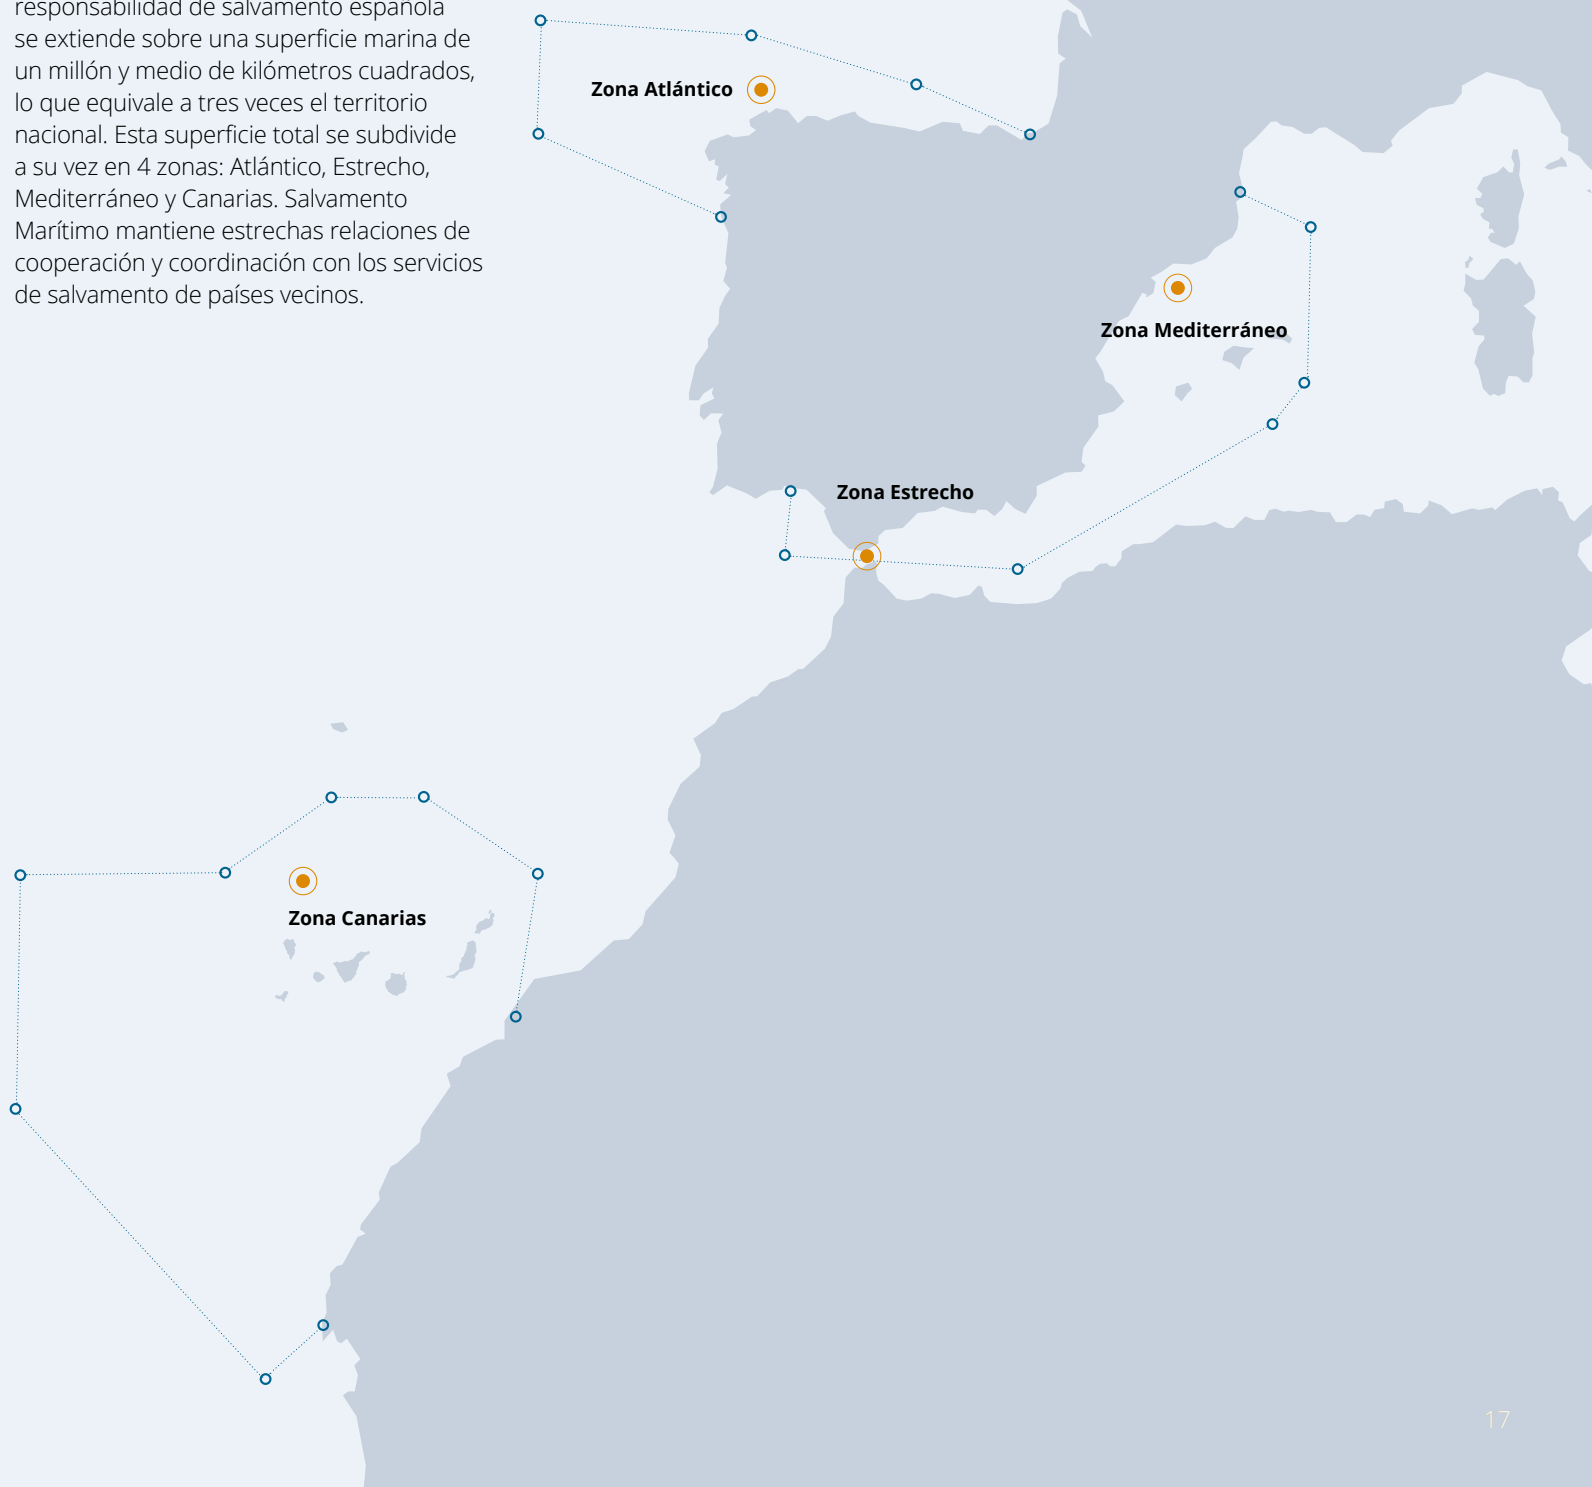 responsabilidad de salvamento española
se extiende sobre una superficie marina de
un millón y medio de kilómetros cuadrados,
lo que equivale a tres veces el territorio
nacional. Esta superficie total se subdivide
a su vez en 4 zonas: Atlántico, Estrecho,
Mediterráneo y Canarias. Salvamento
Marítimo mantiene estrechas relaciones de
cooperación y coordinación con los servicios
de salvamento de países vecinos.
Zona Atlántico
Zona Mediterráneo
Zona Estrecho
Zona Canarias
17